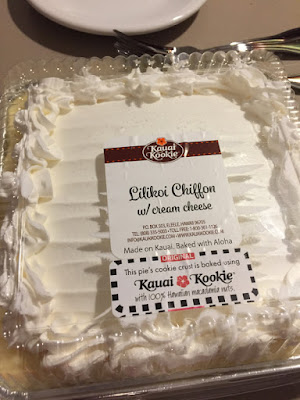 Kauai
Kookie
Lilikoi Chiffon
w/ cream cheese
Made on Kauai. Baked with Aloha
ORIGINAL
This pie's cookie crust is baked using
Kauai Kookie
with 100% Hawaiian macadamia nuts.